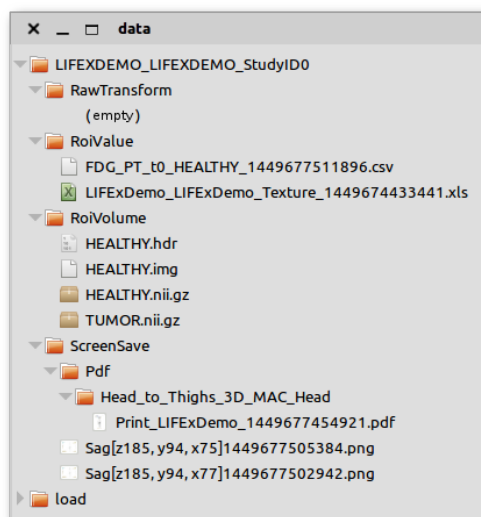 data
LIFEXDEMO_LIFEXDEMO_StudyID0
RawTransform
(empty)
RoiValue
FDG_PT_t0_HEALTHY_1449677511896.csv
LIFExDemo_LIFExDemo_Texture_1449674433441.xls
RoiVolume
HEALTHY.hdr
HEALTHY.img
HEALTHY.nii.gz
TUMOR.nii.gz
ScreenSave
Pdf
Head_to_Thighs_3D_MAC_Head
Print_LIFExDemo_1449677454921.pdf
Sag[z185, y94, x75]1449677505384.png
Sag[z185, y94, x77]1449677502942.png
load